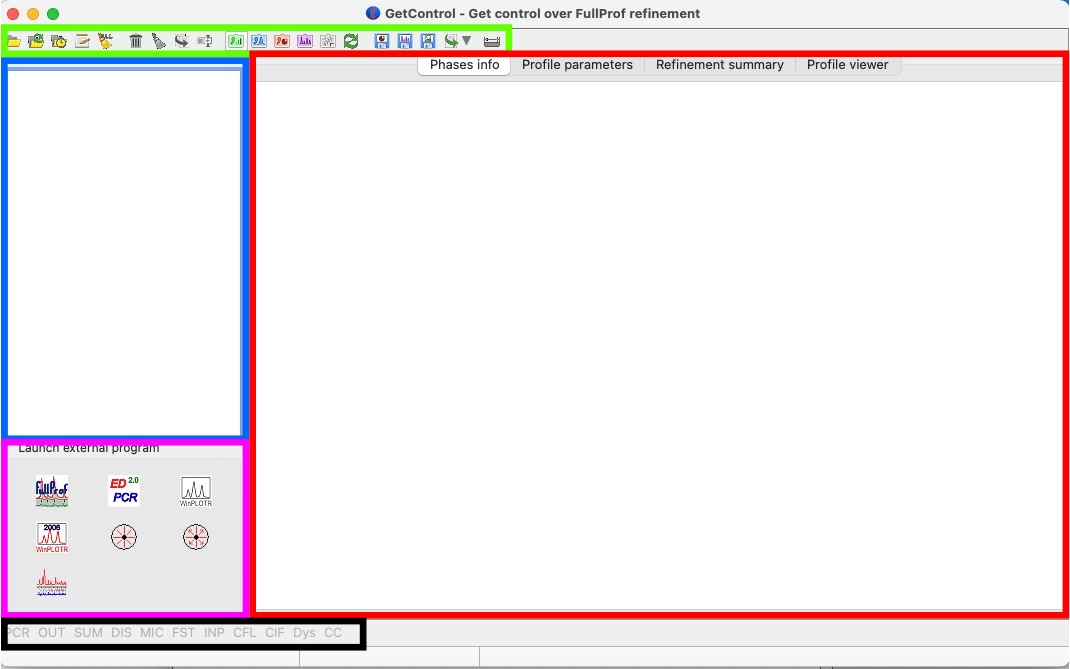 GetControl - Get control over FullProf refinement
Phases info Profile parameters Refinement summary Profile viewer
Launch external program
FullProf ED 2.0 PCR WinPLOTR
2006 WinPLOTR
PCR OUT SUM DIS MIC FST INP CFL CIF Dys CC